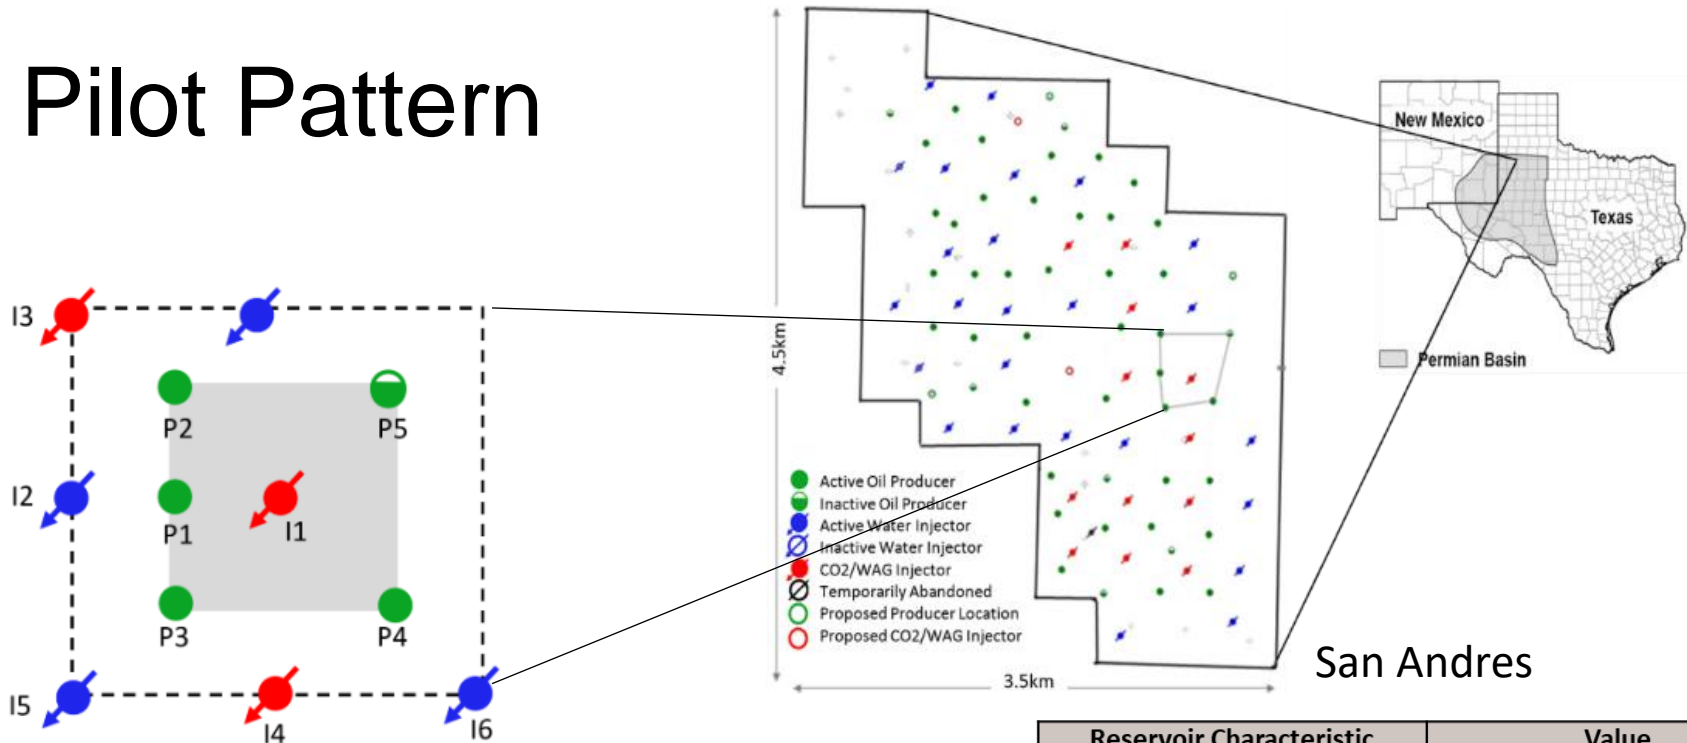 Pilot Pattern
I3
P2
P5
I2
P1
I1
P3
P4
I5
I4
I6
4.5km
3.5km
Active Oil Producer
Inactive Oil Producer
Active Water Injector
Inactive Water Injector
CO2/WAG Injector
Temporarily Abandoned
Proposed Producer Location
Proposed CO2/WAG Injector
New Mexico
Texas
Permian Basin
San Andres
Reservoir Characteristic Value